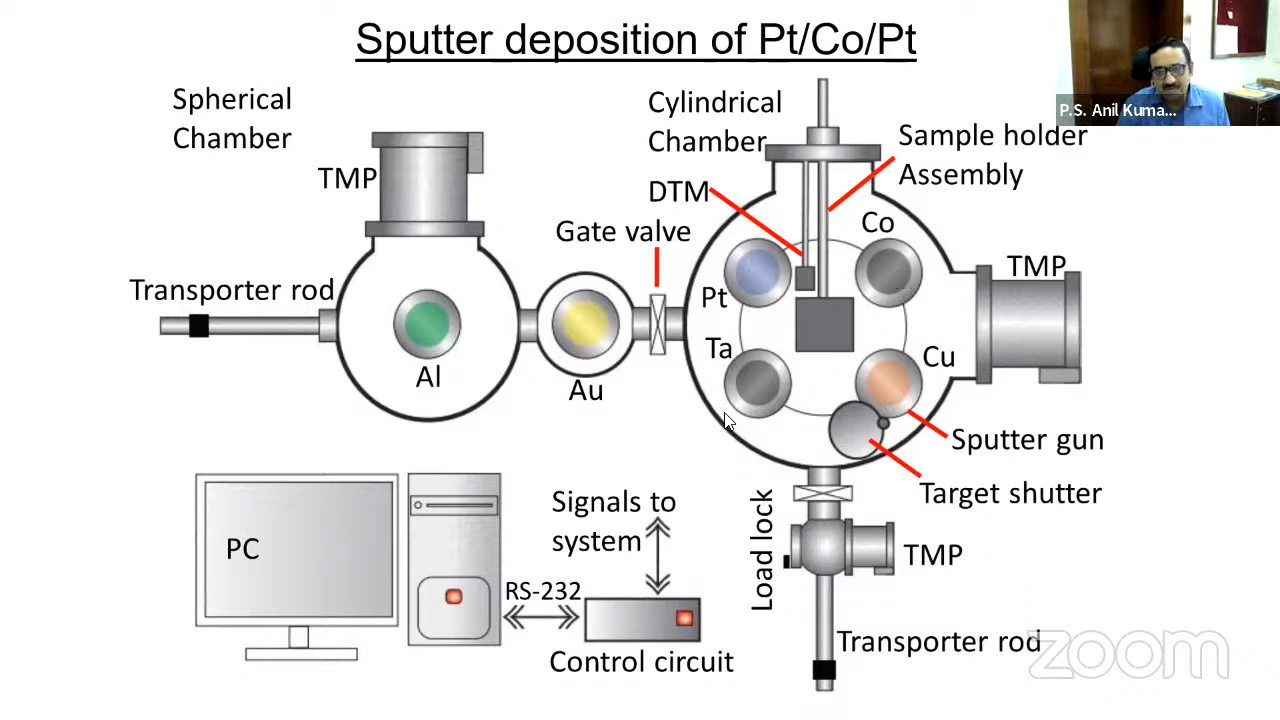 Sputter deposition of Pt/Co/Pt
P.S. Anil Kuma...
Spherical
Chamber
TMP
Cylindrical
Chamber
Sample holder
Assembly
DTM
Gate valve
Co
Transporter rod
TMP
Pt
Ta
Cu
Al
Au
Sputter gun
Target shutter
PC
Signals to
system
RS-232
Control circuit
Load lock
TMP
Transporter rod
zoom